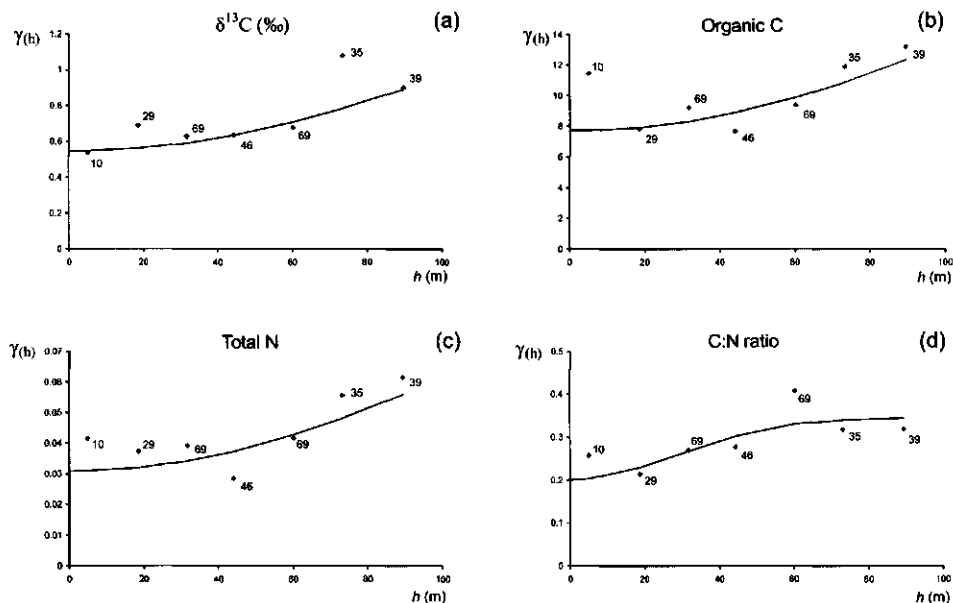 γ(h)
δ13C (‰)
(a)
1.2
1
0.8
0.6
0.4
0.2
0
10
29
69
46
69
35
39
0 20 40 60 80 100
h (m)
γ(h)
Organic C
(b)
14
12
10
8
6
4
2
0
10
29
69
46
69
35
39
0 20 40 60 80 100
h (m)
γ(h)
Total N
(c)
0.07
0.06
0.05
0.04
0.03
0.02
0.01
0.00
10
29
69
46
69
35
39
0 20 40 60 80 100
h (m)
γ(h)
C:N ratio
(d)
0.5
0.4
0.3
0.2
0.1
0
10
29
69
46
69
35
39
0 20 40 60 80 100
h (m)